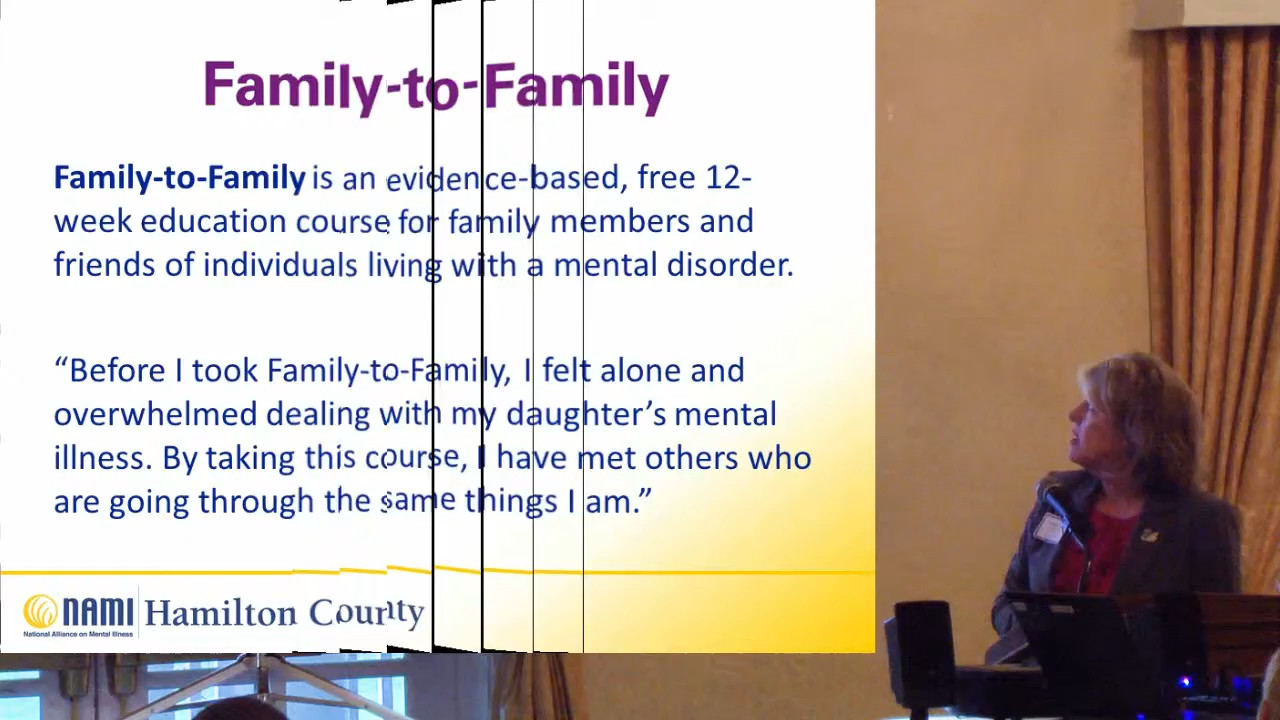 Family-to-Family
Family-to-Family is an evidence-based, free 12-
week education course for family members and
friends of individuals living with a mental disorder.
“Before I took Family-to-Family, I felt alone and
overwhelmed dealing with my daughter’s mental
illness. By taking this course, I have met others who
are going through the same things I am.”
NAMI Hamilton County
National Alliance on Mental Illness